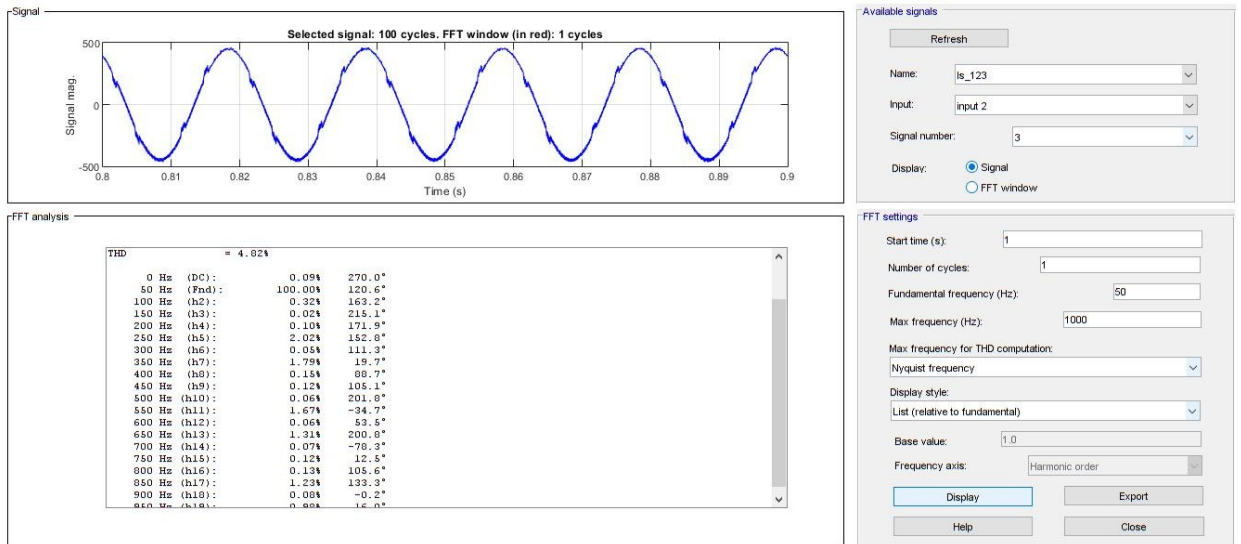 Signal
Selected signal: 100 cycles. FFT window (in red): 1 cycles
500
0
-500
Signal mag.
0.8 0.81 0.82 0.83 0.84 0.85 0.86 0.87 0.88 0.89 0.9
Time (s)
FFT analysis
THD = 4.82%
0 Hz (DC): 0.09% 270.0°
50 Hz (Fnd): 100.00% 120.6°
100 Hz (h2): 0.32% 163.2°
150 Hz (h3): 0.02% 215.1°
200 Hz (h4): 0.10% 171.9°
250 Hz (h5): 2.02% 152.8°
300 Hz (h6): 0.05% 111.3°
350 Hz (h7): 1.79% 19.7°
400 Hz (h8): 0.15% 88.7°
450 Hz (h9): 0.12% 105.1°
500 Hz (h10): 0.06% 201.8°
550 Hz (h11): 1.67% -34.7°
600 Hz (h12): 0.06% 53.5°
650 Hz (h13): 1.31% 200.8°
700 Hz (h14): 0.07% -78.3°
750 Hz (h15): 0.12% 12.5°
800 Hz (h16): 0.13% 105.6°
850 Hz (h17): 1.23% 133.3°
900 Hz (h18): 0.08% -0.2°
950 Hz (h19): 0.98% 16.0°
Available signals
Refresh
Name: Is_123
Input: input 2
Signal number: 3
Display: Signal
FFT window
FFT settings
Start time (s): 1
Number of cycles: 1
Fundamental frequency (Hz): 50
Max frequency (Hz): 1000
Max frequency for THD computation:
Nyquist frequency
Display style:
List (relative to fundamental)
Base value: 1.0
Frequency axis: Harmonic order
Display Export
Help Close